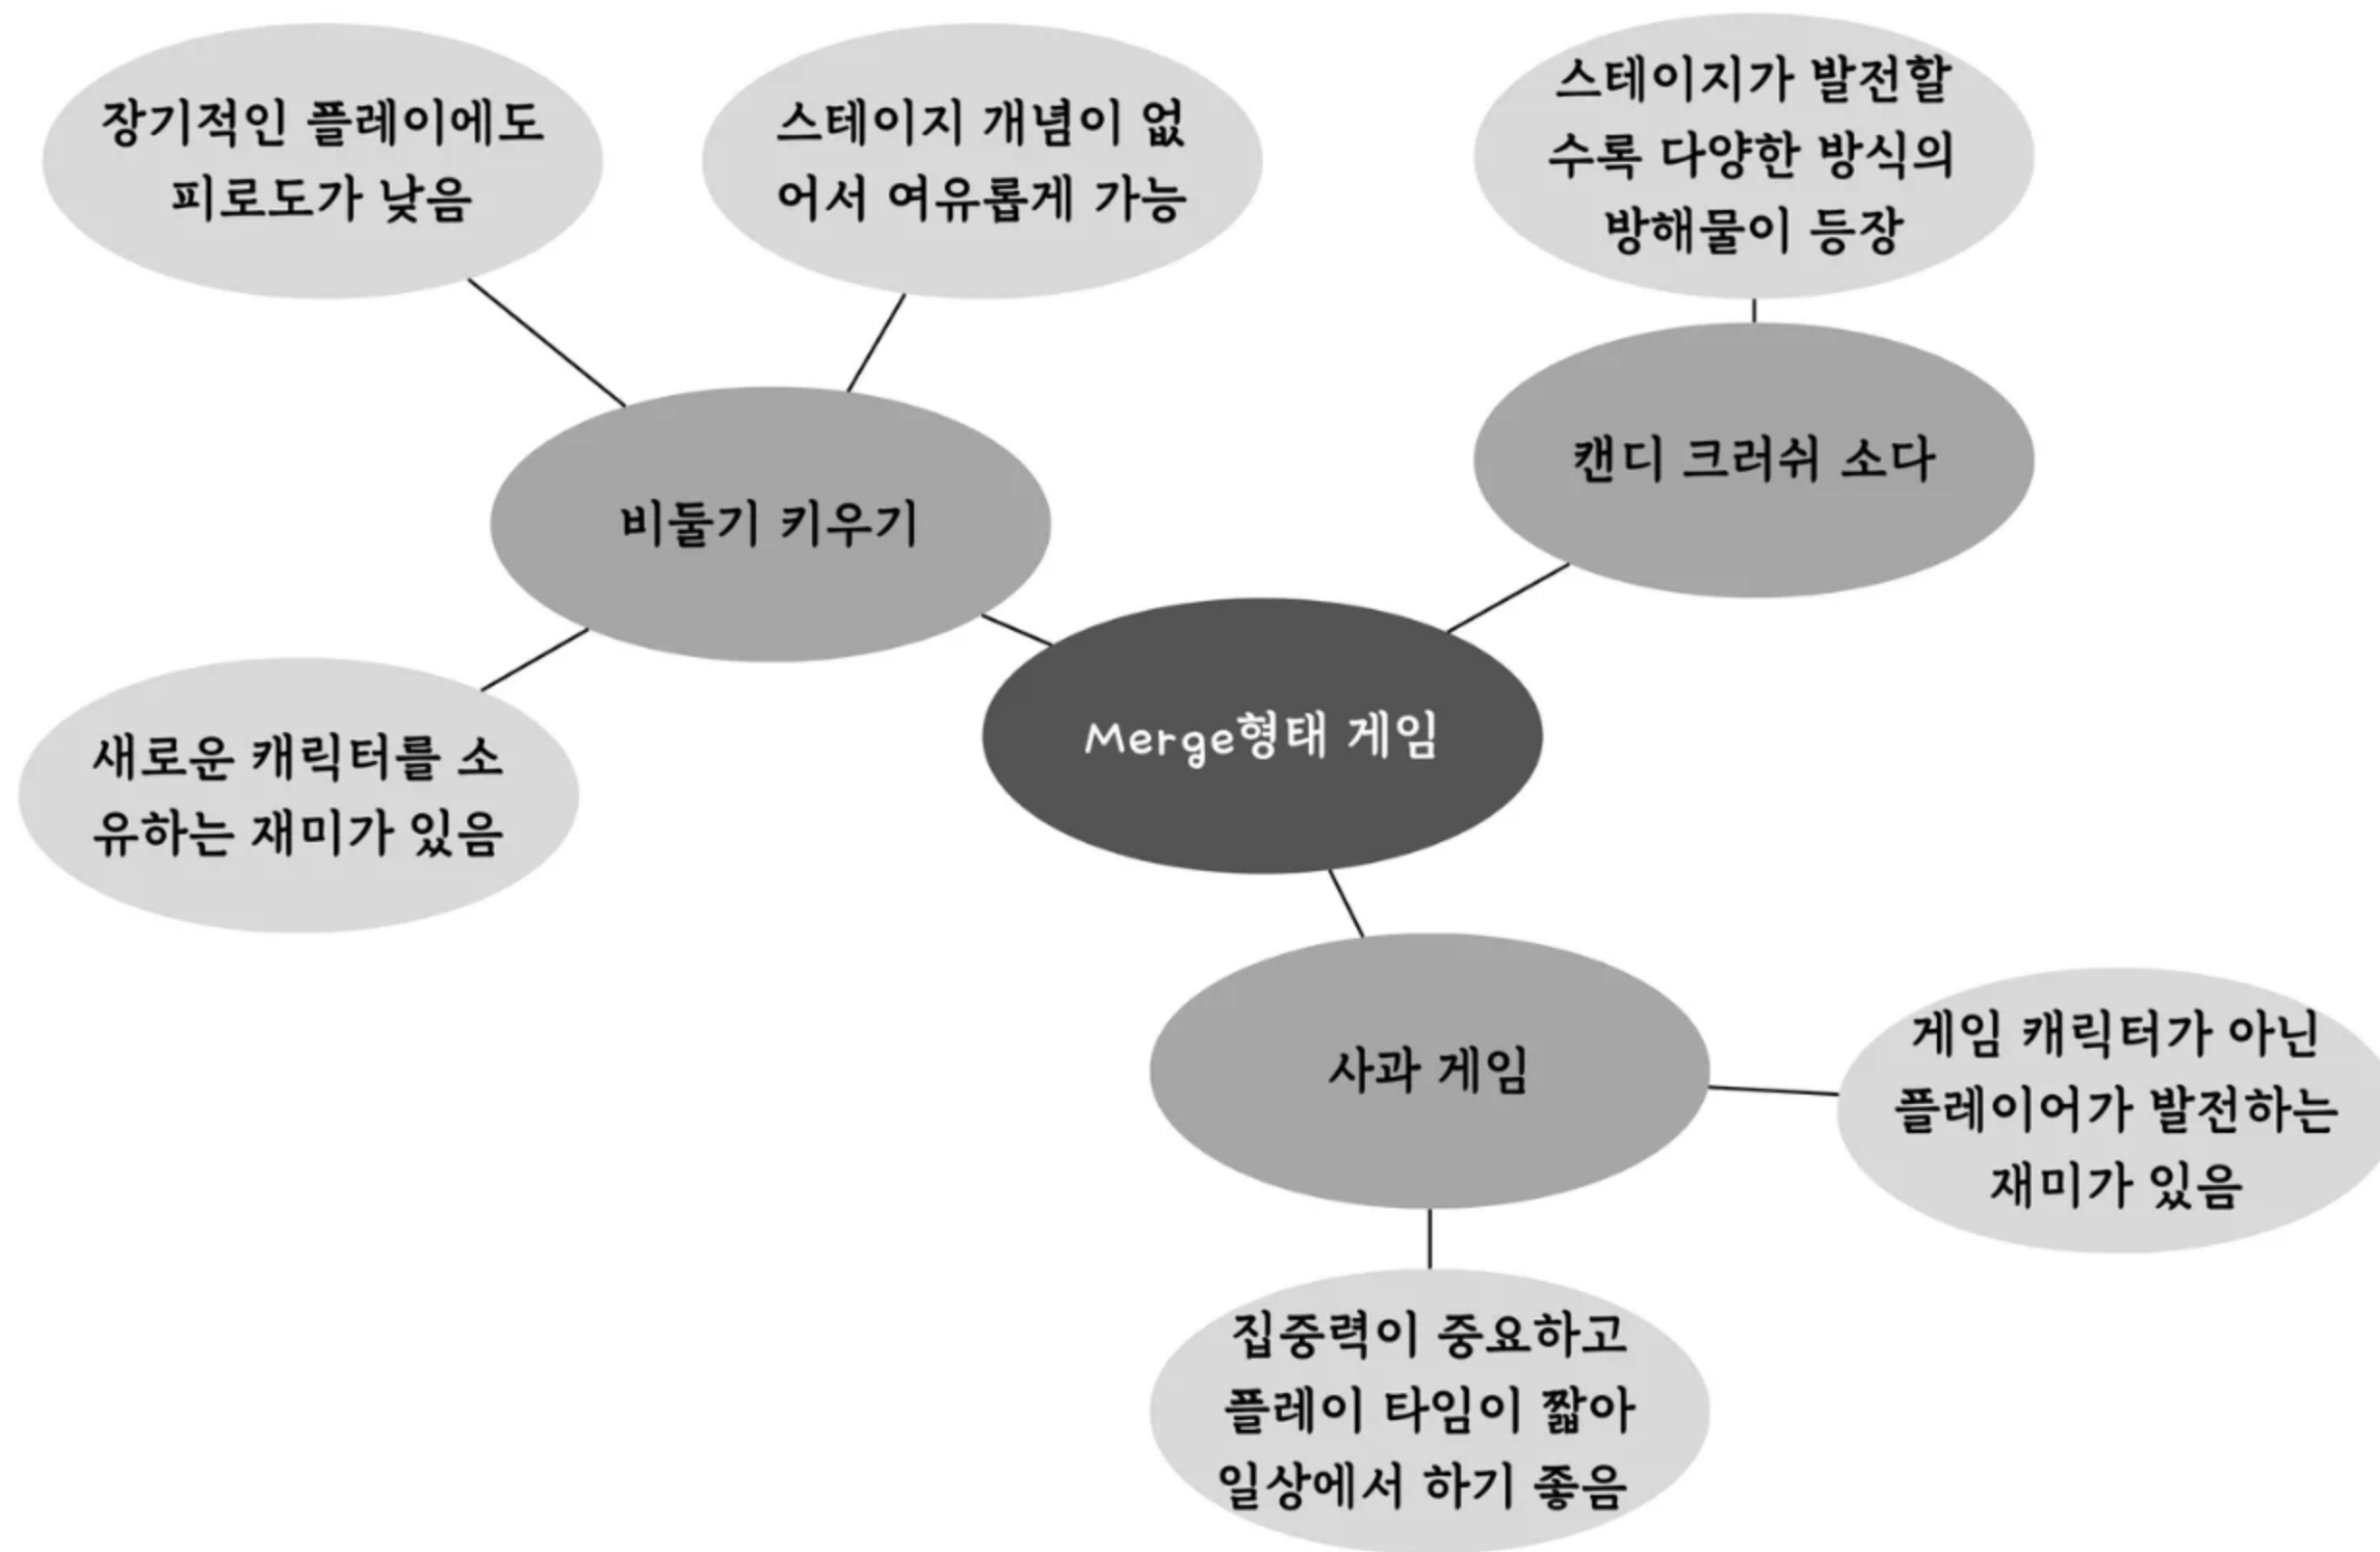 장기적인 플레이에도
피로도가 낮음
스테이지 개념이 없
어서 여유롭게 가능
스테이지가 발전할
수록 다양한 방식의
방해물이 등장
비둘기 키우기
캔디 크러쉬 소다
새로운 캐릭터를 소
유하는 재미가 있음
Merge형태 게임
사과 게임
게임 캐릭터가 아닌
플레이어가 발전하는
재미가 있음
집중력이 중요하고
플레이 타임이 짧아
일상에서 하기 좋음